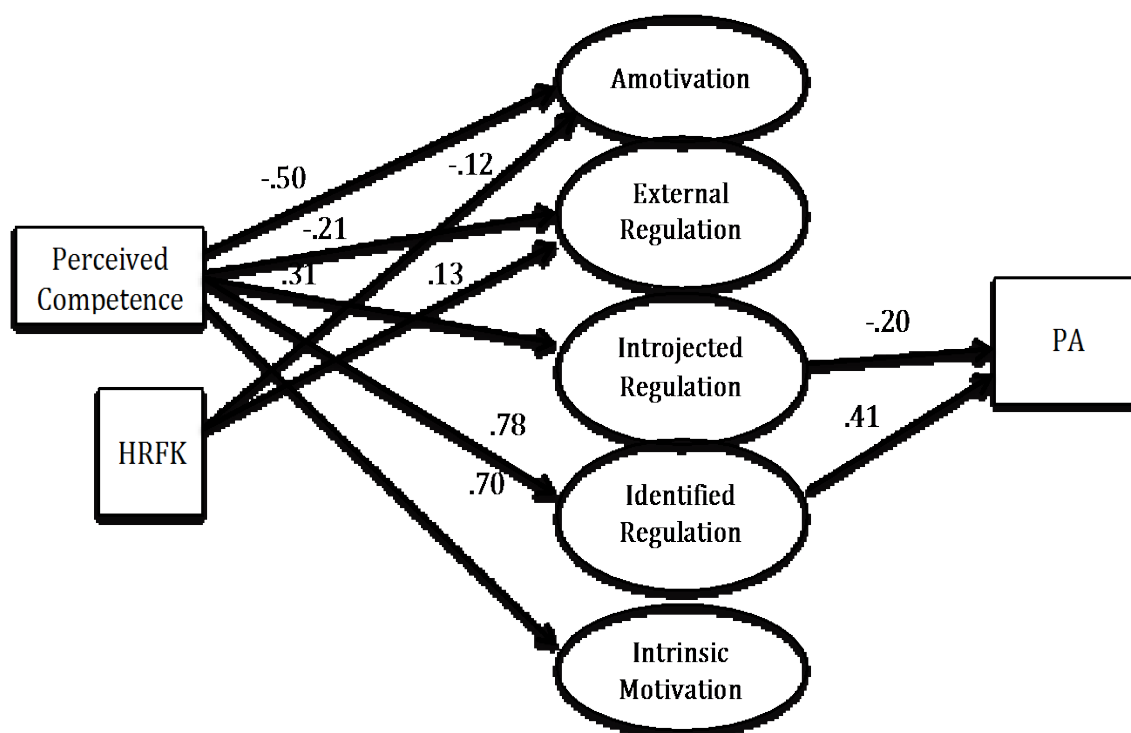 Amotivation
-.12
-.50
External
Regulation
-.21
Perceived
Competence
.31
.13
PA
-.20
Introjected
Regulation
HRFK
.78
.41
.70
Identified
Regulation
Intrinsic
Motivation